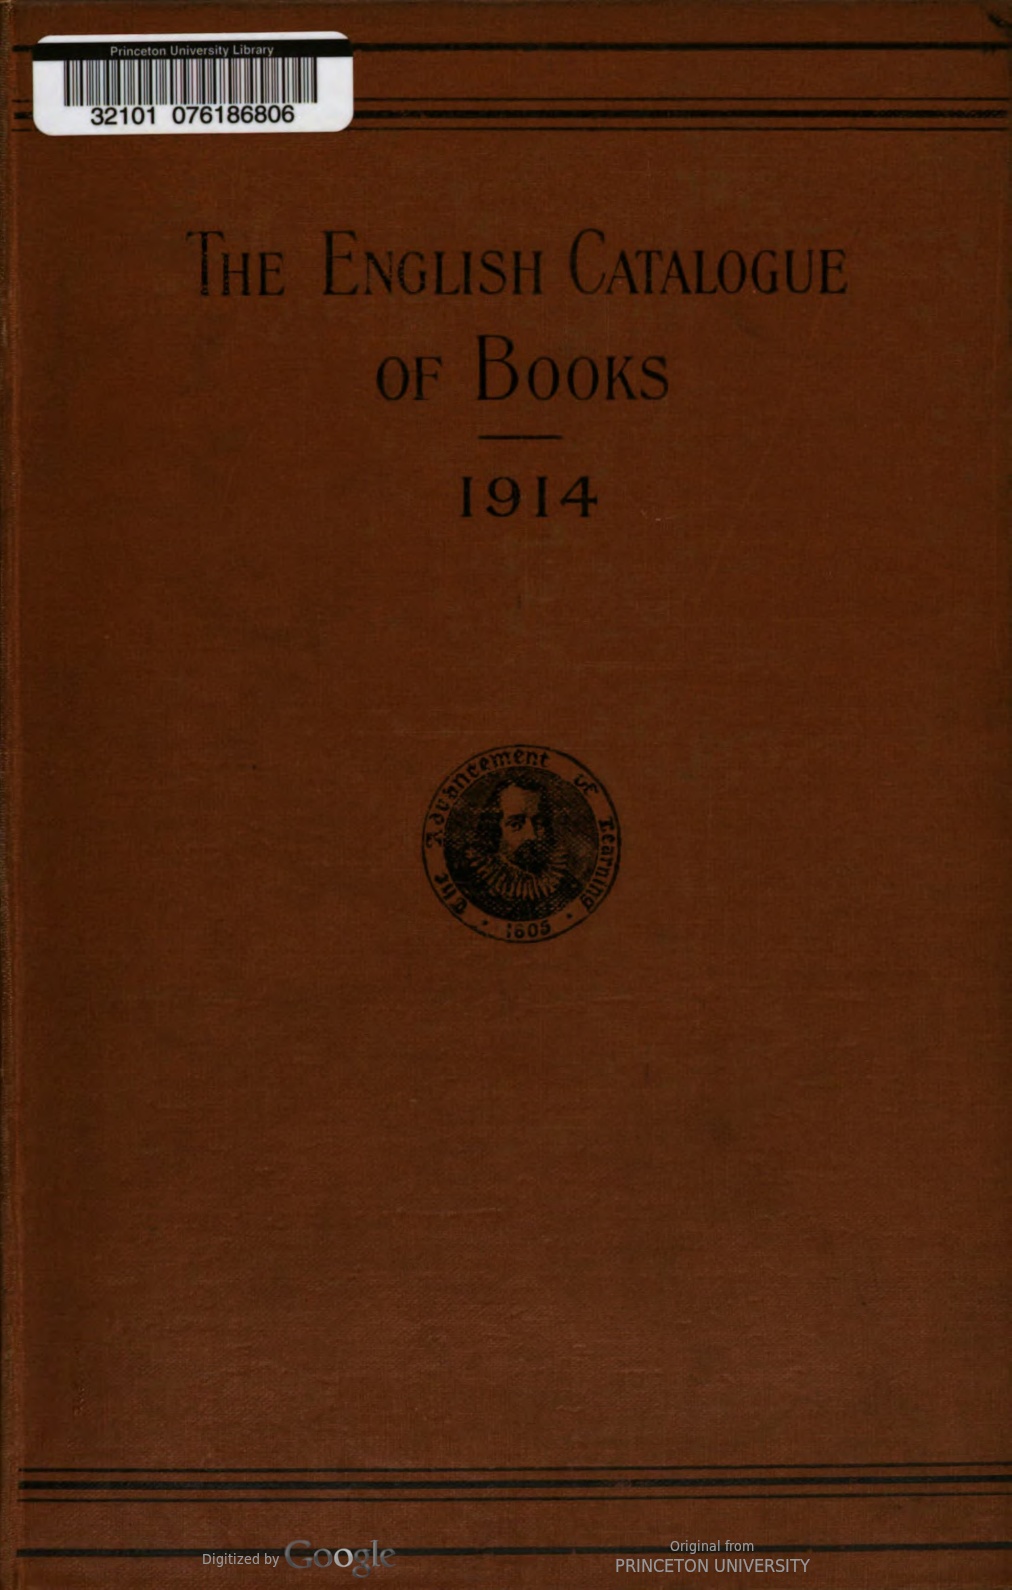 Princeton University Library
32101 076186806
THE ENGLISH CATALOGUE
OF BOOKS
1914
The Advancement of Learning
· 1605 ·
Digitized by Google
Original from
PRINCETON UNIVERSITY